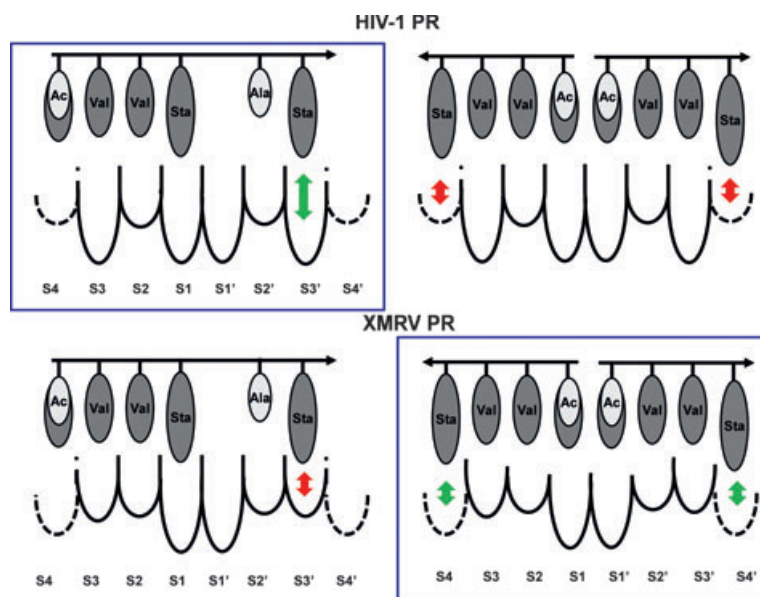 HIV-1 PR
Ac Val Val Sta Ala Sta
Sta Val Val Ac Ac Val Val Sta
S4 S3 S2 S1 S1' S2' S3' S4'
XMRV PR
Ac Val Val Sta Ala Sta
Sta Val Val Ac Ac Val Val Sta
S4 S3 S2 S1 S1' S2' S3' S4'
S4 S3 S2 S1 S1' S2' S3' S4'